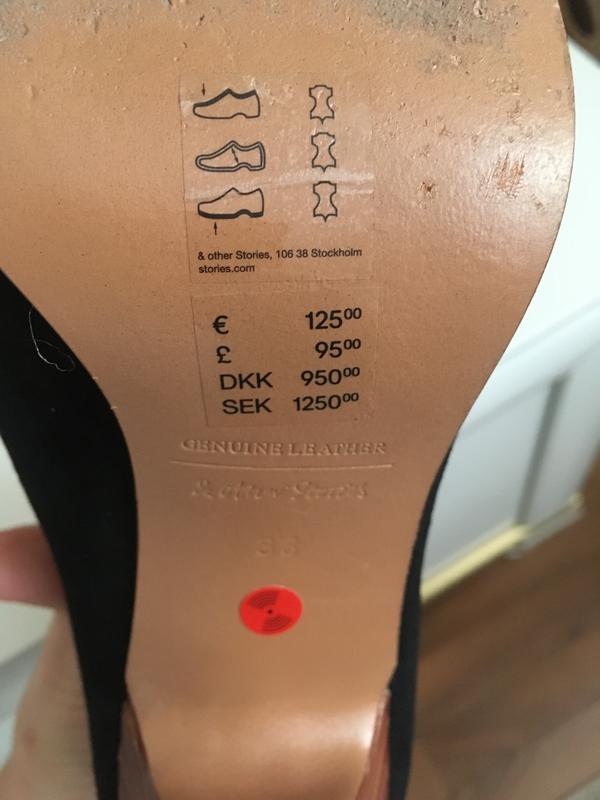 & other Stories, 106 38 Stockholm
stories.com
€ 125⁰⁰
£ 95⁰⁰
DKK 950⁰⁰
SEK 1250⁰⁰
GENUINE LEATHER
& other Stories